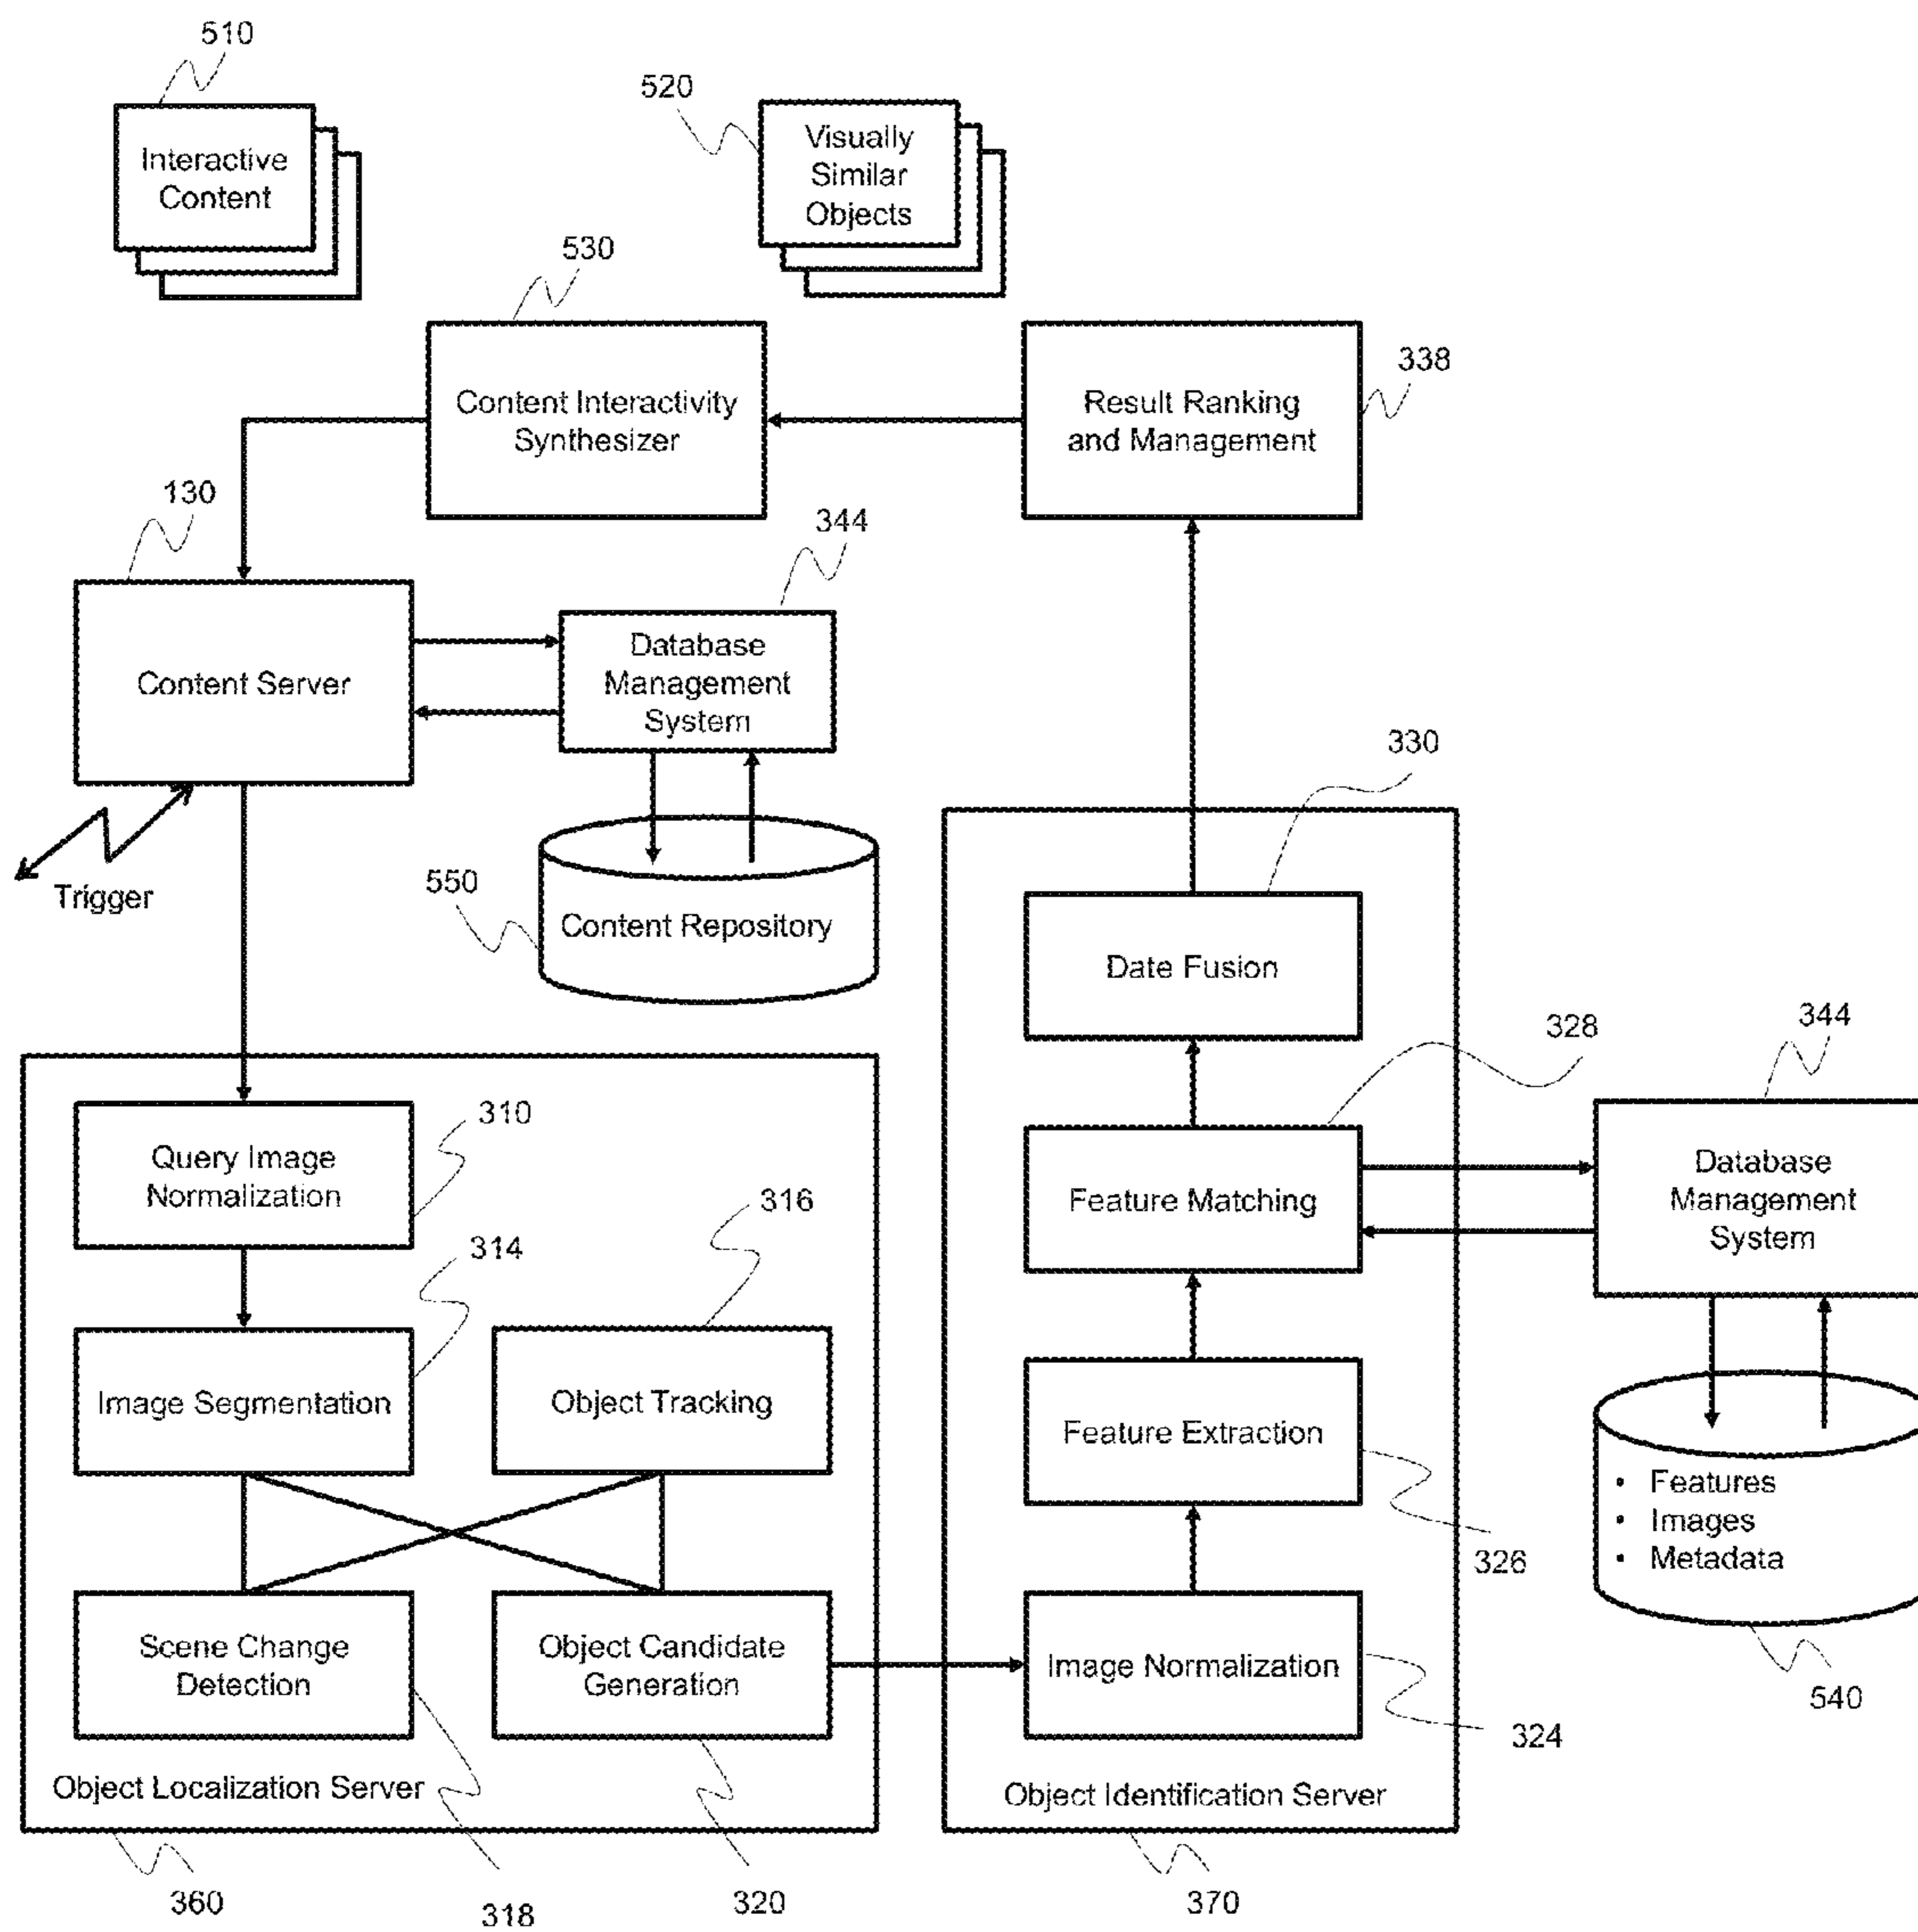 510
Interactive
Content
520
Visually
Similar
Objects
530
Content Interactivity
Synthesizer
338
Result Ranking
and Management
130
Content Server
344
Database
Management
System
Trigger
550
Content Repository
330
Date Fusion
328
Feature Matching
344
Database
Management
System
310
Query Image
Normalization
314
Image Segmentation
316
Object Tracking
Feature Extraction
326
• Features
• Images
• Metadata
540
Scene Change
Detection
Object Candidate
Generation
Image Normalization
324
Object Localization Server
Object Identification Server
360
318
320
370